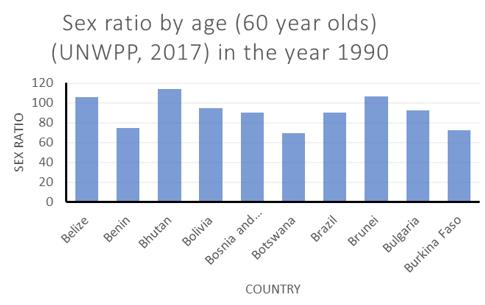 Sex ratio by age (60 year olds)
(UNWPP, 2017) in the year 1990
120
100
80
60
40
20
0
SEX RATIO
Belize
Benin
Bhutan
Bolivia
Bosnia and...
Botswana
Brazil
Brunei
Bulgaria
Burkina Faso
COUNTRY